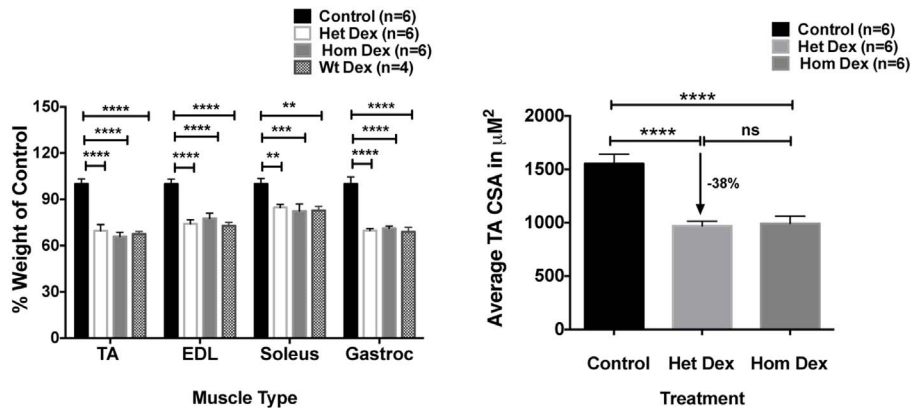 Control (n=6)
Het Dex (n=6)
Hom Dex (n=6)
Wt Dex (n=4)
% Weight of Control
150
120
90
60
30
0
**** **** ** ****
**** **** *** ****
**** **** ** ****
TA EDL Soleus Gastroc
Muscle Type
Control (n=6)
Het Dex (n=6)
Hom Dex (n=6)
Average TA CSA in µM²
2000
1500
1000
500
0
****
**** ns
-38%
Control Het Dex Hom Dex
Treatment